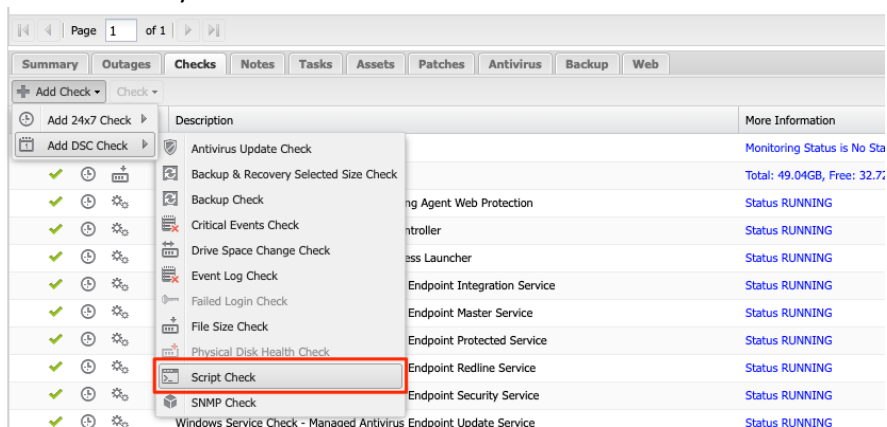 Page 1 of 1
Summary Outages Checks Notes Tasks Assets Patches Antivirus Backup Web
Add Check Check
Add 24x7 Check Description More Information
Add DSC Check Antivirus Update Check Monitoring Status is No Sta
Backup & Recovery Selected Size Check Total: 49.04GB, Free: 32.72
Backup Check ng Agent Web Protection Status RUNNING
Critical Events Check ntroller Status RUNNING
Drive Space Change Check ess Launcher Status RUNNING
Event Log Check Endpoint Integration Service Status RUNNING
Failed Login Check
File Size Check Endpoint Master Service Status RUNNING
Physical Disk Health Check Endpoint Protected Service Status RUNNING
Script Check Endpoint Redline Service Status RUNNING
SNMP Check Endpoint Security Service Status RUNNING
Windows Service Check - Managed Antivirus Endpoint Update Service Status RUNNING